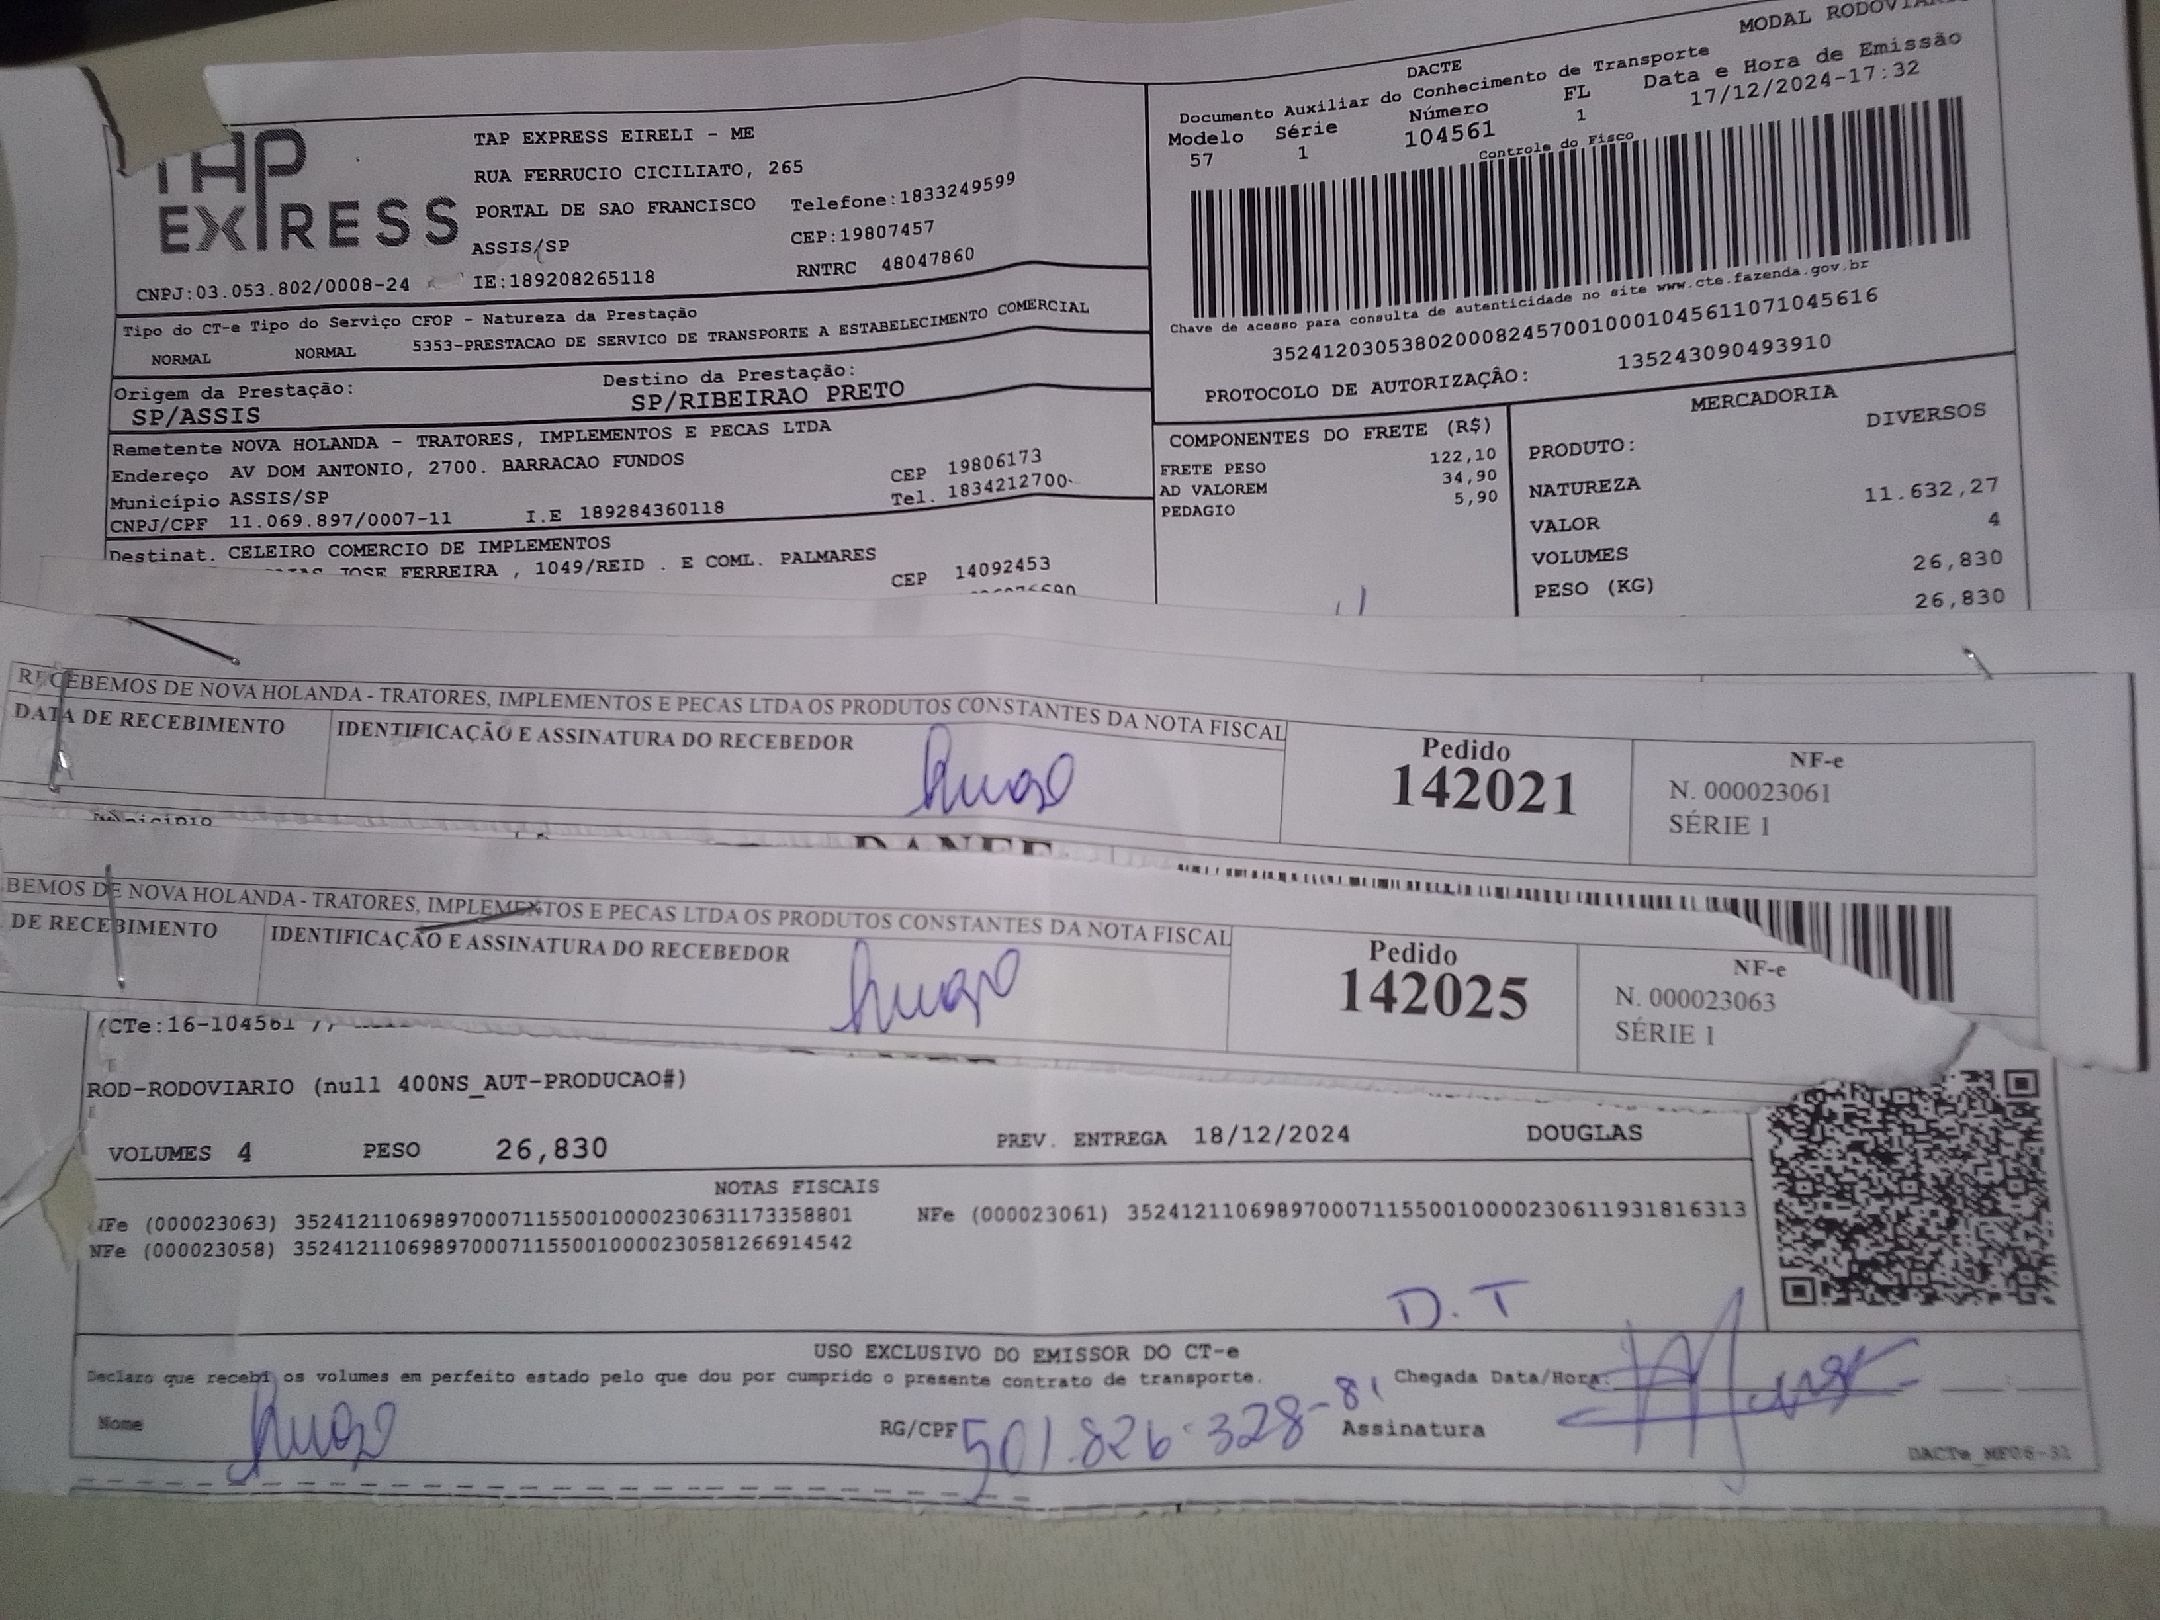 TAP EXPRESS
TAP EXPRESS EIRELI - ME
RUA FERRUCIO CICILIATO, 265
PORTAL DE SAO FRANCISCO Telefone:1833249599
ASSIS/SP CEP:19807457
CNPJ:03.053.802/0008-24 IE:189208265118 RNTRC 48047860
MODAL
DACTE
Documento Auxiliar do Conhecimento de Transporte
Modelo Série Número FL Data e Hora de Emissão
57 1 104561 1 17/12/2024-17:32
Controle do Fisco
Chave de acesso para consulta de autenticidade no site www.cte.fazenda.gov.br
35241203053802000824570010001045611071045616
PROTOCOLO DE AUTORIZAÇÃO: 135243090493910
Tipo do CT-e Tipo do Serviço CFOP - Natureza da Prestação
NORMAL NORMAL 5353-PRESTACAO DE SERVICO DE TRANSPORTE A ESTABELECIMENTO COMERCIAL
Origem da Prestação: Destino da Prestação:
SP/ASSIS SP/RIBEIRAO PRETO
Remetente NOVA HOLANDA - TRATORES, IMPLEMENTOS E PECAS LTDA
Endereço AV DOM ANTONIO, 2700. BARRACAO FUNDOS CEP 19806173
Município ASSIS/SP Tel. 1834212700
CNPJ/CPF 11.069.897/0007-11 I.E 189284360118
Destinat. CELEIRO COMERCIO DE IMPLEMENTOS
JOSE FERREIRA , 1049/REID . E COML. PALMARES
CEP 14092453
COMPONENTES DO FRETE (R$)
FRETE PESO 122,10
AD VALOREM 34,90
PEDAGIO 5,90
MERCADORIA
PRODUTO: DIVERSOS
NATUREZA
VALOR 11.632,27
VOLUMES 4
PESO (KG) 26,830
26,830
RECEBEMOS DE NOVA HOLANDA - TRATORES, IMPLEMENTOS E PECAS LTDA OS PRODUTOS CONSTANTES DA NOTA FISCAL
DATA DE RECEBIMENTO IDENTIFICAÇÃO E ASSINATURA DO RECEBEDOR
Hugo
Pedido
142021
NF-e
N. 000023061
SÉRIE 1
Município
DANFE
BEMOS DE NOVA HOLANDA - TRATORES, IMPLEMENTOS E PECAS LTDA OS PRODUTOS CONSTANTES DA NOTA FISCAL
DE RECEBIMENTO IDENTIFICAÇÃO E ASSINATURA DO RECEBEDOR
Hugo
Pedido
142025
NF-e
N. 000023063
SÉRIE 1
(CTe:16-104561
ROD-RODOVIARIO (null 400NS_AUT-PRODUCAO#)
VOLUMES 4 PESO 26,830 PREV. ENTREGA 18/12/2024 DOUGLAS
NOTAS FISCAIS
NFe (000023063) 35241211069897000711550010000230631173358801 NFe (000023061) 35241211069897000711550010000230611931816313
NFe (000023058) 35241211069897000711550010000230581266914542
D.T
USO EXCLUSIVO DO EMISSOR DO CT-e
Declaro que recebi os volumes em perfeito estado pelo que dou por cumprido o presente contrato de transporte. Chegada Data/Hora:
Nome Hugo RG/CPF 501.826.328-81 Assinatura
DACTe_MF06-31